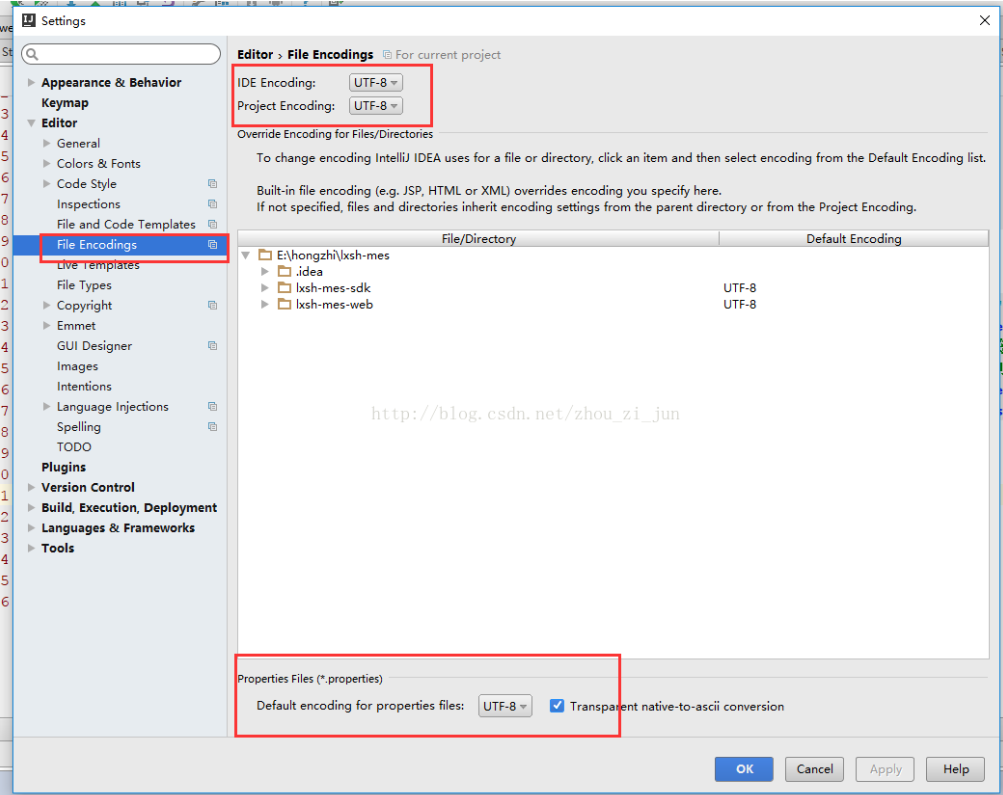 Settings
Appearance & Behavior
Keymap
Editor
General
Colors & Fonts
Code Style
Inspections
File and Code Templates
File Encodings
Live Templates
File Types
Copyright
Emmet
GUI Designer
Images
Intentions
Language Injections
Spelling
TODO
Plugins
Version Control
Build, Execution, Deployment
Languages & Frameworks
Tools
Editor › File Encodings For current project
IDE Encoding: UTF-8
Project Encoding: UTF-8
Override Encoding for Files/Directories
To change encoding IntelliJ IDEA uses for a file or directory, click an item and then select encoding from the Default Encoding list.
Built-in file encoding (e.g. JSP, HTML or XML) overrides encoding you specify here.
If not specified, files and directories inherit encoding settings from the parent directory or from the Project Encoding.
File/Directory Default Encoding
E:\hongzhi\lxsh-mes
.idea
lxsh-mes-sdk UTF-8
lxsh-mes-web UTF-8
http://blog.csdn.net/zhou_zi_jun
Properties Files (*.properties)
Default encoding for properties files: UTF-8 Transparent native-to-ascii conversion
OK Cancel Apply Help